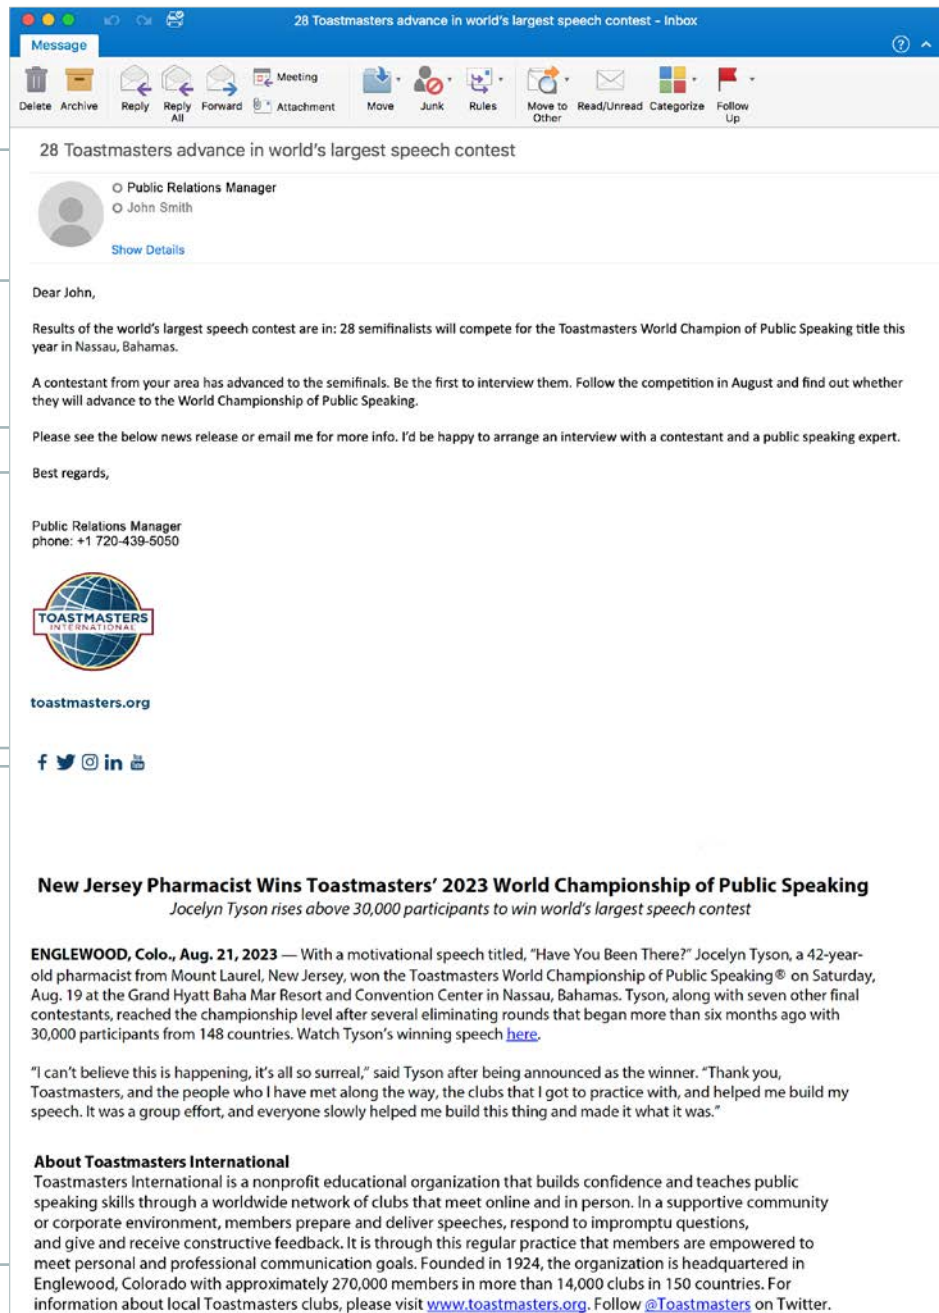 28 Toastmasters advance in world's largest speech contest - Inbox
Message
?
Delete
Archive
Reply
Reply
All
Forward
Meeting
Attachment
Move
Junk
Rules
Move to
Other
Read/Unread
Categorize
Follow
Up
28 Toastmasters advance in world's largest speech contest
Public Relations Manager
John Smith
Show Details
Dear John,
Results of the world's largest speech contest are in: 28 semifinalists will compete for the Toastmasters World Champion of Public Speaking title this
year in Nassau, Bahamas.
A contestant from your area has advanced to the semifinals. Be the first to interview them. Follow the competition in August and find out whether
they will advance to the World Championship of Public Speaking.
Please see the below news release or email me for more info. I'd be happy to arrange an interview with a contestant and a public speaking expert.
Best regards,
Public Relations Manager
phone: +1 720-439-5050
TOASTMASTERS
INTERNATIONAL
toastmasters.org
New Jersey Pharmacist Wins Toastmasters' 2023 World Championship of Public Speaking
Jocelyn Tyson rises above 30,000 participants to win world's largest speech contest
ENGLEWOOD, Colo., Aug. 21, 2023 — With a motivational speech titled, "Have You Been There?" Jocelyn Tyson, a 42-year-
old pharmacist from Mount Laurel, New Jersey, won the Toastmasters World Championship of Public Speaking® on Saturday,
Aug. 19 at the Grand Hyatt Baha Mar Resort and Convention Center in Nassau, Bahamas. Tyson, along with seven other final
contestants, reached the championship level after several eliminating rounds that began more than six months ago with
30,000 participants from 148 countries. Watch Tyson's winning speech here.
"I can't believe this is happening, it's all so surreal," said Tyson after being announced as the winner. "Thank you,
Toastmasters, and the people who I have met along the way, the clubs that I got to practice with, and helped me build my
speech. It was a group effort, and everyone slowly helped me build this thing and made it what it was."
About Toastmasters International
Toastmasters International is a nonprofit educational organization that builds confidence and teaches public
speaking skills through a worldwide network of clubs that meet online and in person. In a supportive community
or corporate environment, members prepare and deliver speeches, respond to impromptu questions,
and give and receive constructive feedback. It is through this regular practice that members are empowered to
meet personal and professional communication goals. Founded in 1924, the organization is headquartered in
Englewood, Colorado with approximately 270,000 members in more than 14,000 clubs in 150 countries. For
information about local Toastmasters clubs, please visit www.toastmasters.org. Follow @Toastmasters on Twitter.